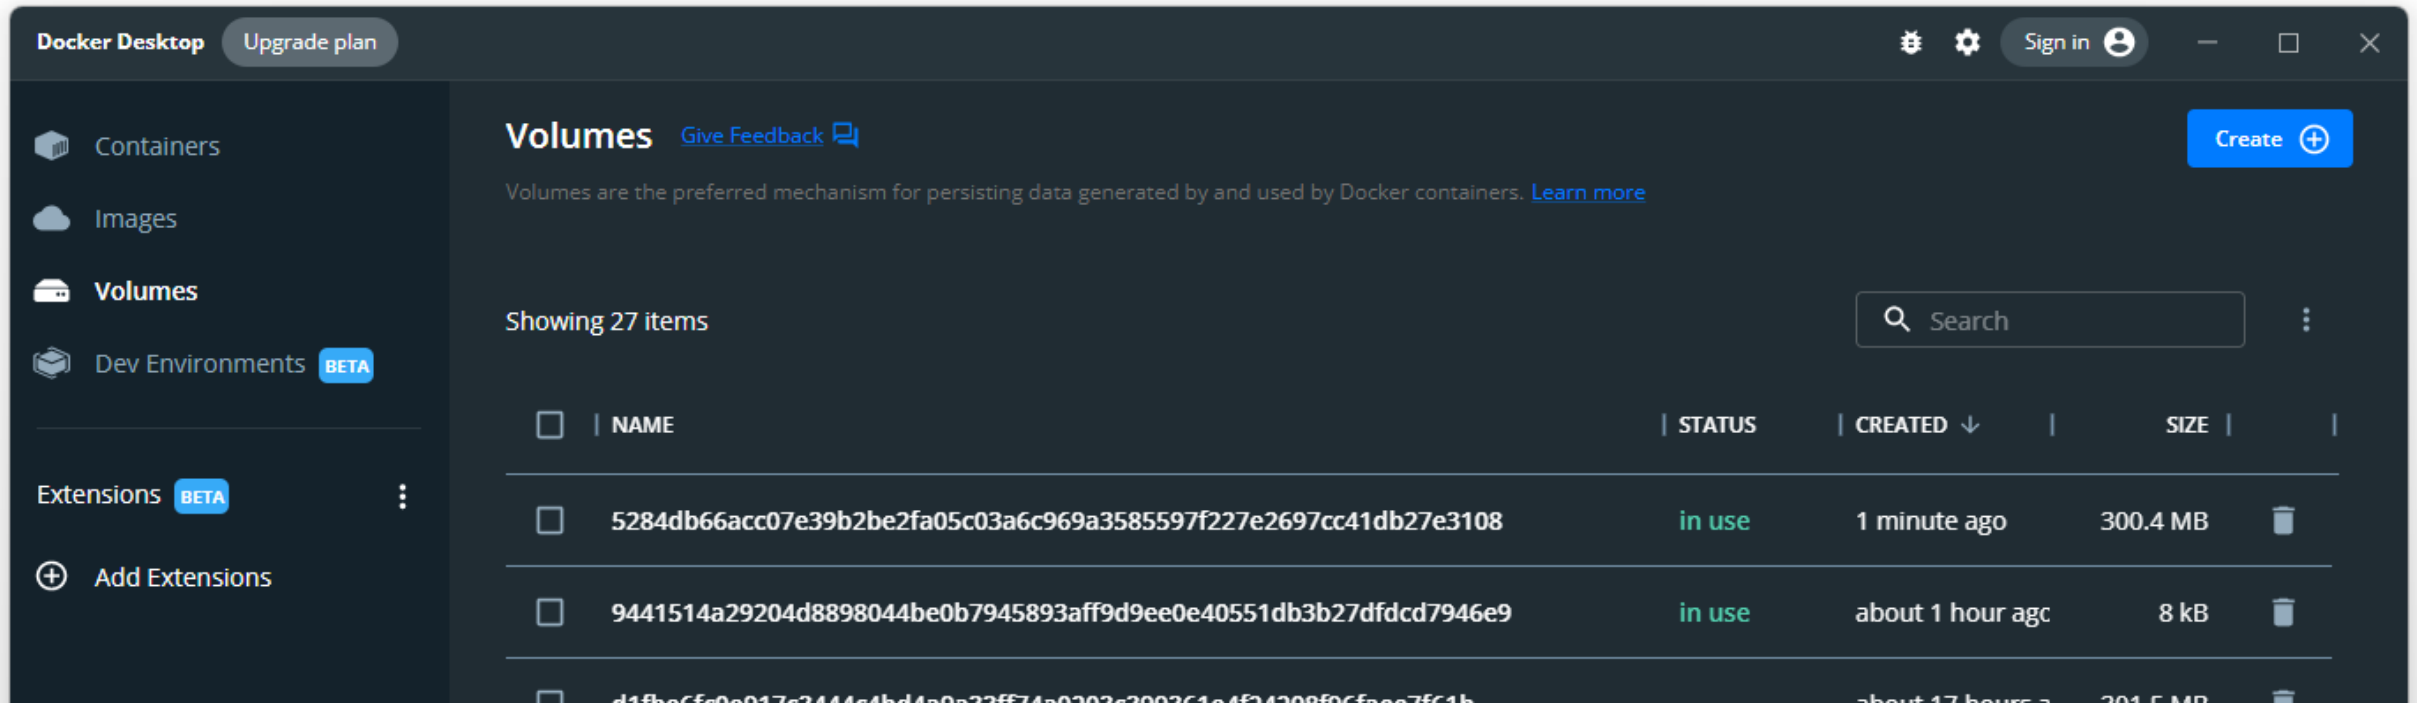 Docker Desktop Upgrade plan Sign in
Containers
Images
Volumes
Dev Environments BETA
Extensions BETA
Add Extensions
Volumes Give Feedback
Create
Volumes are the preferred mechanism for persisting data generated by and used by Docker containers. Learn more
Showing 27 items
Search
NAME STATUS CREATED SIZE
5284db66acc07e39b2be2fa05c03a6c969a3585597f227e2697cc41db27e3108 in use 1 minute ago 300.4 MB
9441514a29204d8898044be0b7945893aff9d9ee0e40551db3b27dfdcd7946e9 in use about 1 hour ago 8 kB
about 17 hours